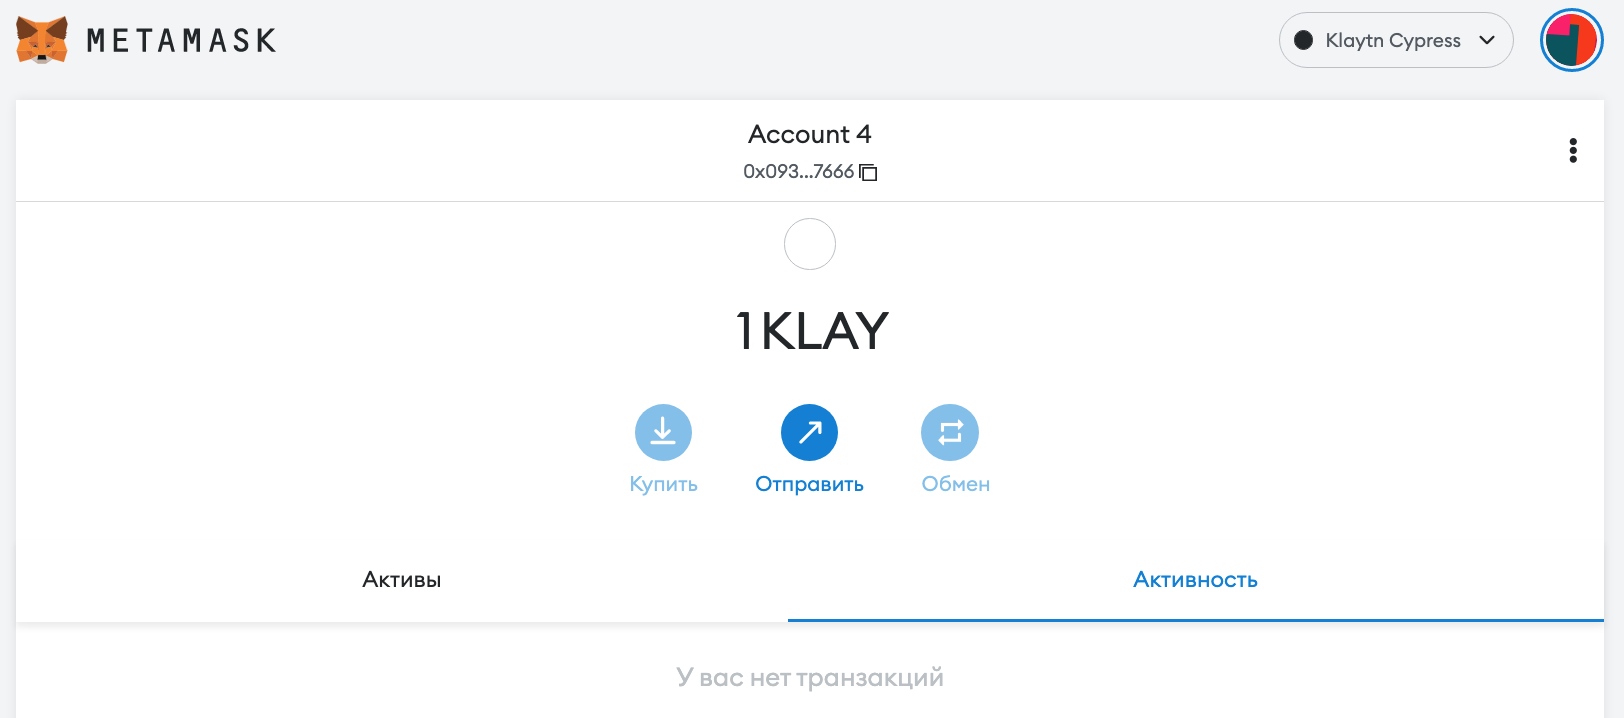 METAMASK
Klaytn Cypress
Account 4
0x093...7666
1 KLAY
Купить
Отправить
Обмен
Активы
Активность
У вас нет транзакций